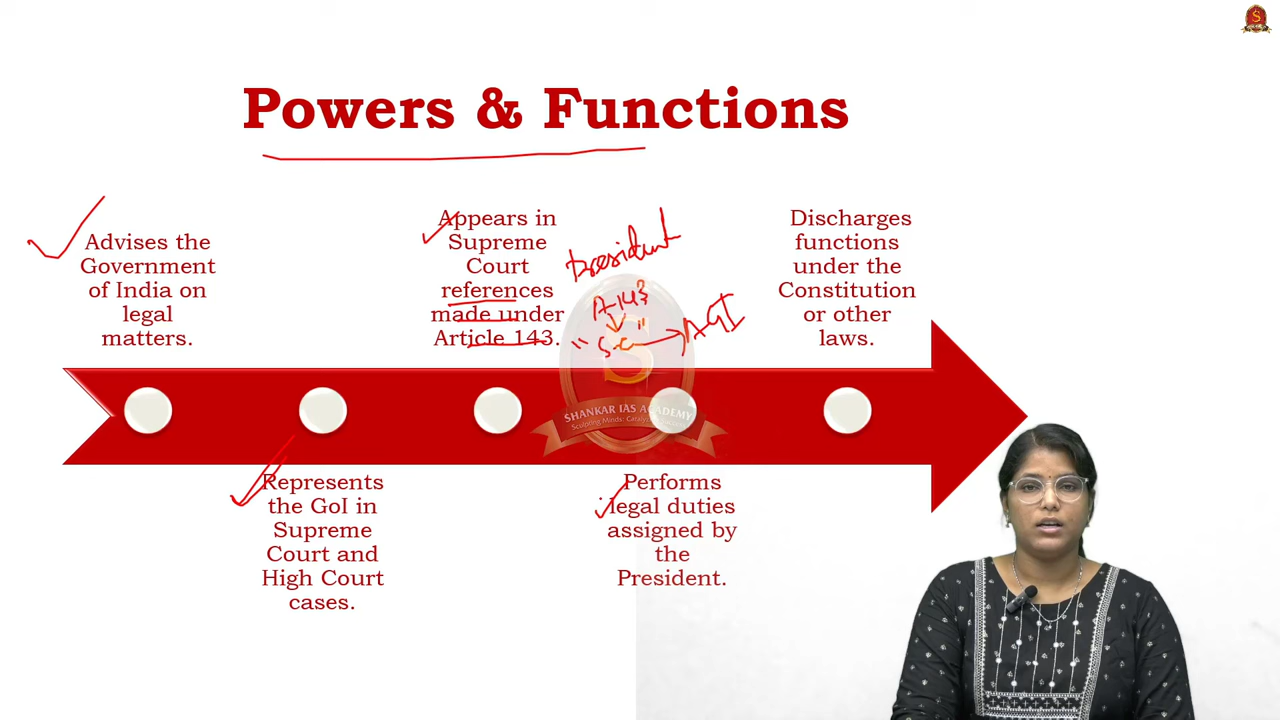 Powers & Functions
Advises the
Government
of India on
legal
matters.
Represents
the GoI in
Supreme
Court and
High Court
cases.
Appears in
Supreme
Court
references
made under
Article 143.
President
A-143
"S.C"
AGI
Performs
legal duties
assigned by
the
President.
Discharges
functions
under the
Constitution
or other
laws.
S
SHANKAR IAS ACADEMY